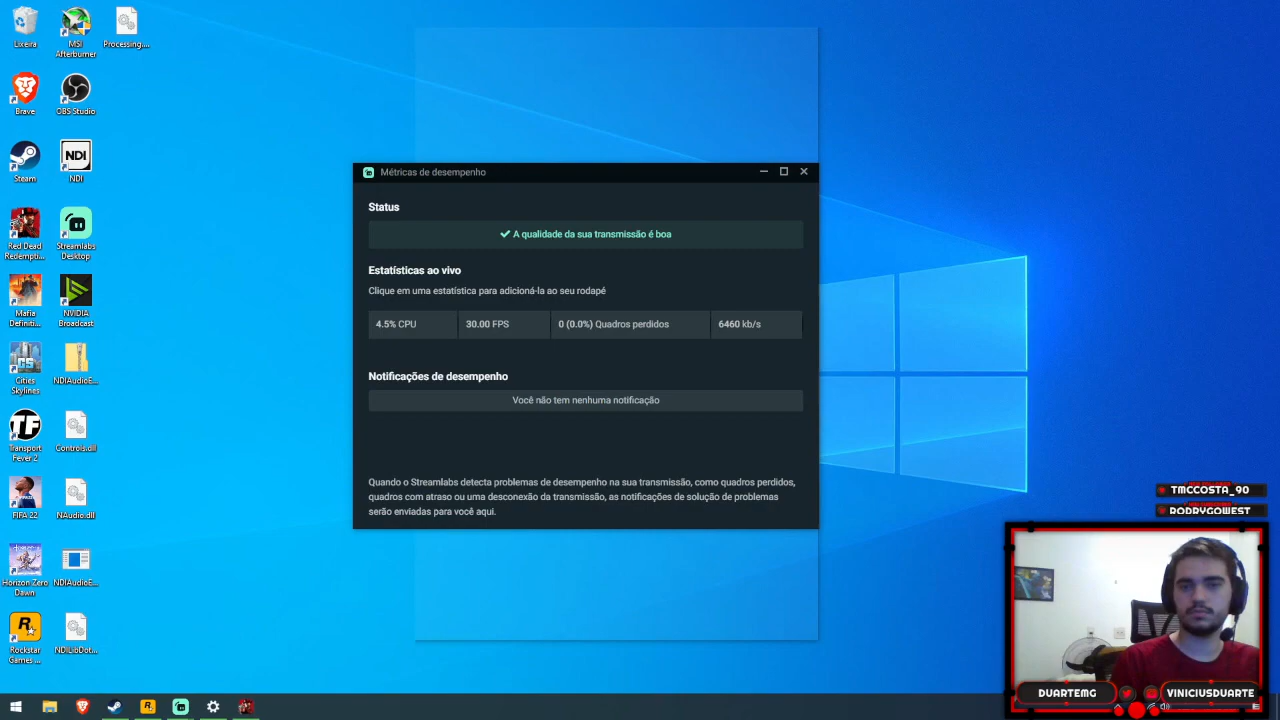 Lixeira
MSI
Afterburner
Processing....
Brave
OBS Studio
Steam
NDI
NDI
Red Dead
Redempti...
Streamlabs
Desktop
Mafia
Definiti...
NVIDIA
Broadcast
Cities
Skylines
NDIAudioE...
Transport
Fever 2
Controls.dll
FIFA 22
NAudio.dll
Horizon Zero
Dawn
NDIAudioE...
Rockstar
Games ...
NDILibDot...
Métricas de desempenho
Status
A qualidade da sua transmissão é boa
Estatísticas ao vivo
Clique em uma estatística para adicioná-la ao seu rodapé
4.5% CPU
30.00 FPS
0 (0.0%) Quadros perdidos
6460 kb/s
Notificações de desempenho
Você não tem nenhuma notificação
Quando o Streamlabs detecta problemas de desempenho na sua transmissão, como quadros perdidos,
quadros com atraso ou uma desconexão da transmissão, as notificações de solução de problemas
serão enviadas para você aqui.
TMCCOSTA_90
RODRYGOWEST
DUARTEMG
VINICIUSDUARTE